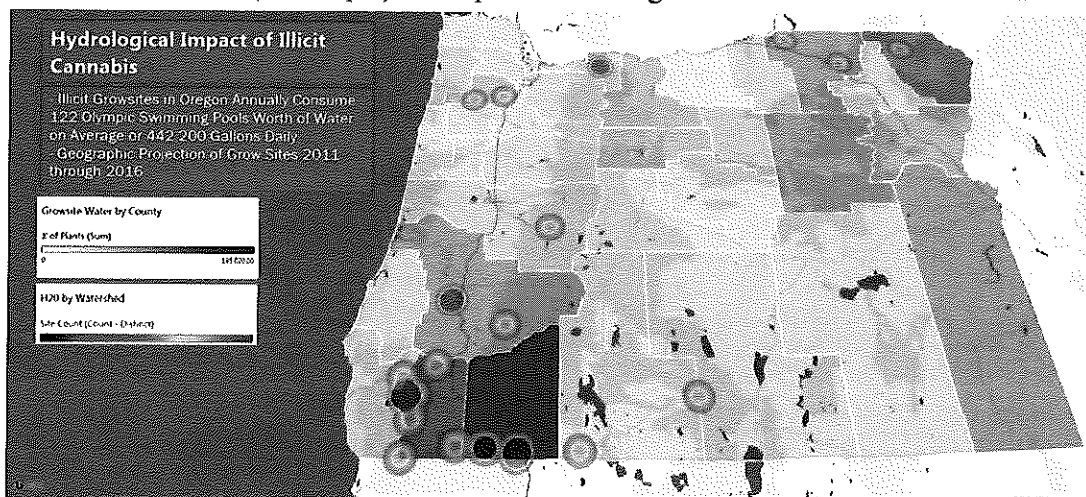 Hydrological Impact of Illicit
Cannabis
Illicit Growsites in Oregon Annually Consume
122 Olympic Swimming Pools Worth of Water
on Average or 442 200 Gallons Daily
Geographic Projection of Grow Sites 2011
through 2016
Growsite Water by County
# of Plants (Sum)
0
H20 by Watershed
Site Count (Count - Distinct)